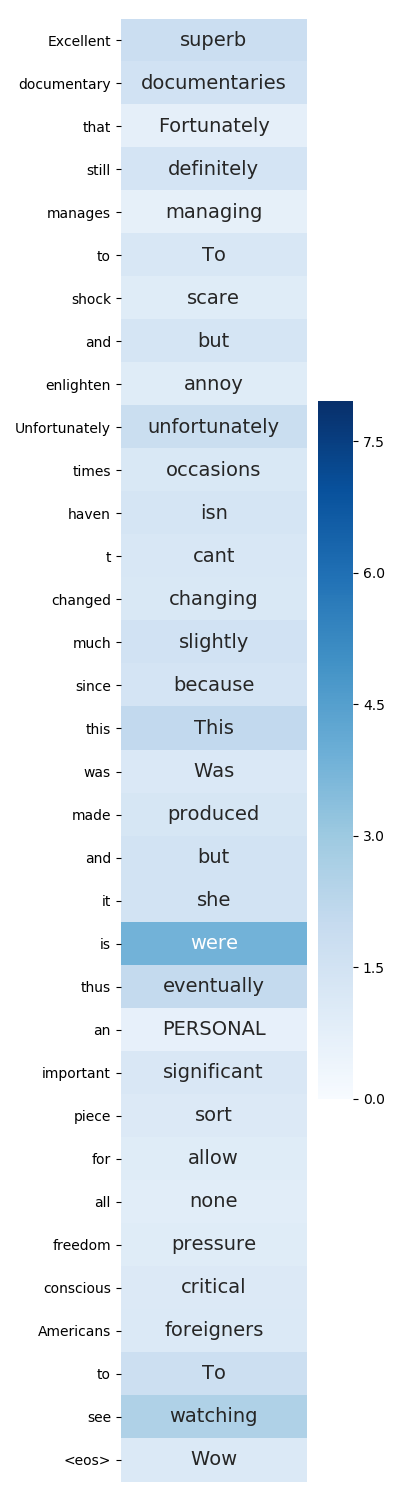 Excellent superb
documentary documentaries
that Fortunately
still definitely
manages managing
to To
shock scare
and but
enlighten annoy
Unfortunately unfortunately
times occasions
haven isn
t cant
changed changing
much slightly
since because
this This
was Was
made produced
and but
it she
is were
thus eventually
an PERSONAL
important significant
piece sort
for allow
all none
freedom pressure
conscious critical
Americans foreigners
to To
see watching
<eos> Wow
7.5
6.0
4.5
3.0
1.5
0.0